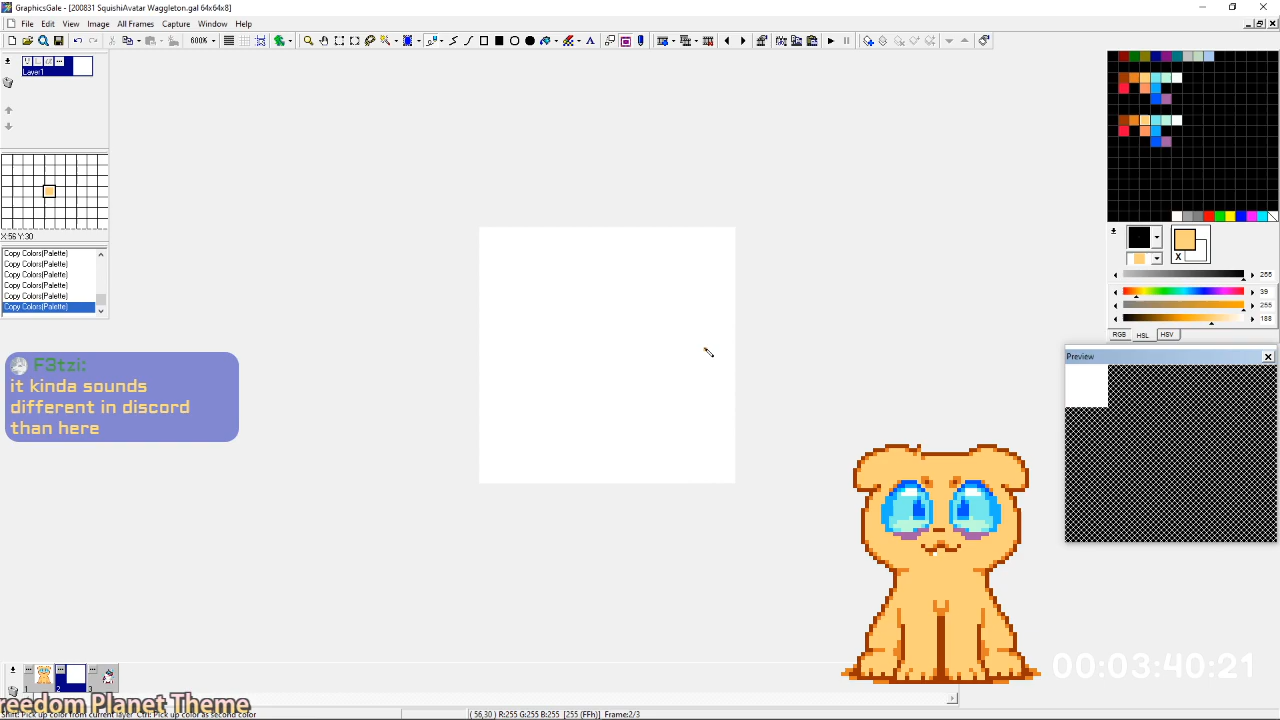 GraphicsGale - [200831 SquishiAvatar Waggleton.gal 64x64x8]
File Edit View Image All Frames Capture Window Help
600%
Layer1
X:56 Y:30
Copy Colors(Palette)
Copy Colors(Palette)
Copy Colors(Palette)
Copy Colors(Palette)
Copy Colors(Palette)
Copy Colors(Palette)
F3tzi:
it kinda sounds
different in discord
than here
X
255
39
255
188
RGB HSL HSV
Preview
00:03:40:21
1 2 3
reedom Planet Theme
Shift: Pick up color from current layer Ctrl: Pick up color as second color
( 56,30 ) R:255 G:255 B:255 [255 (FFh)] Frame:2/3